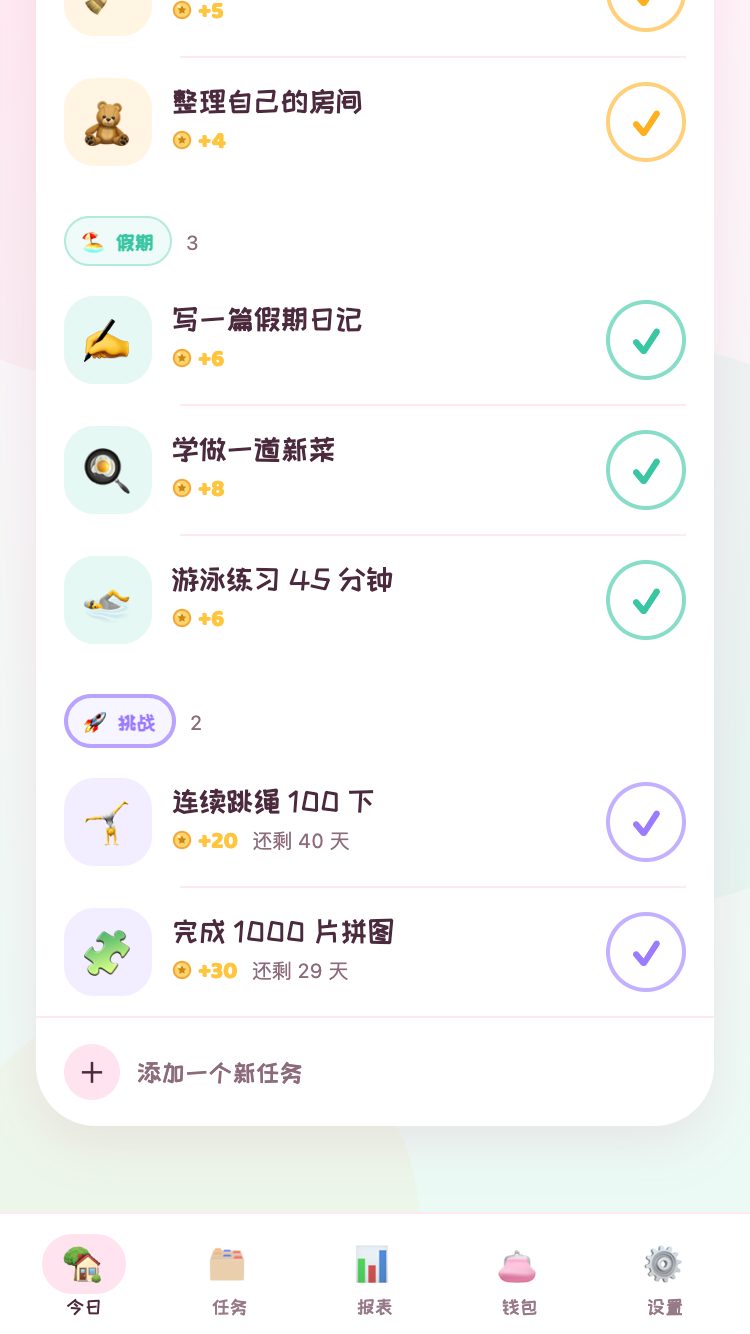 +5
整理自己的房间
+4
假期 3
写一篇假期日记
+6
学做一道新菜
+8
游泳练习 45 分钟
+6
挑战 2
连续跳绳 100 下
+20 还剩 40 天
完成 1000 片拼图
+30 还剩 29 天
添加一个新任务
今日 任务 报表 钱包 设置